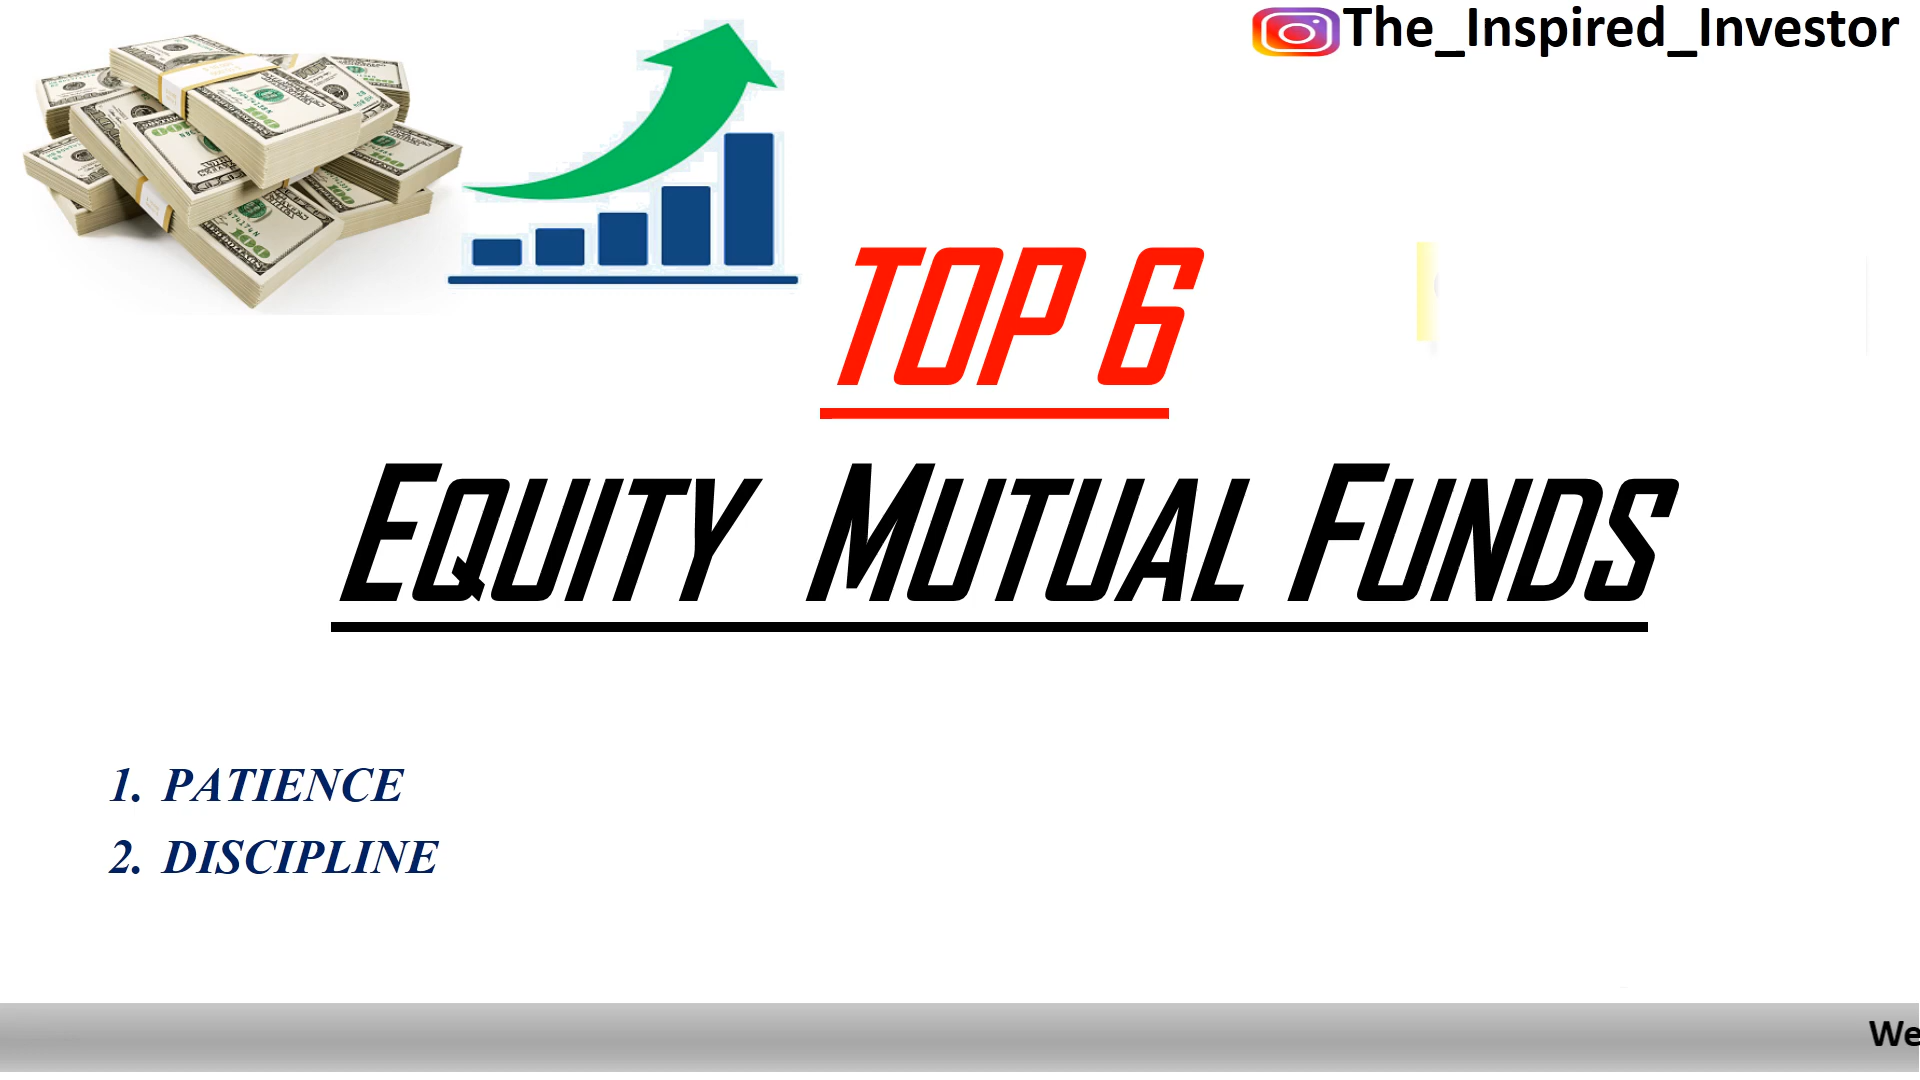 The_Inspired_Investor
TOP 6
EQUITY MUTUAL FUNDS
1. PATIENCE
2. DISCIPLINE
We